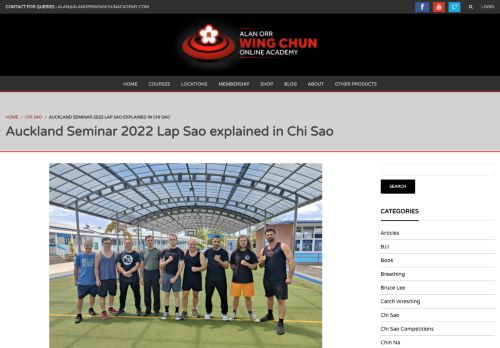 CONTACT FOR QUERIES : ALAN@ALANORRWINGCHUNACADEMY.COM
LOGIN
ALAN ORR
WING CHUN
ONLINE ACADEMY
HOME COURSES LOCATIONS MEMBERSHIP SHOP BLOG ABOUT OTHER PRODUCTS
HOME / CHI SAO / AUCKLAND SEMINAR 2022 LAP SAO EXPLAINED IN CHI SAO
Auckland Seminar 2022 Lap Sao explained in Chi Sao
SEARCH
CATEGORIES
Articles
BJJ
Book
Breathing
Bruce Lee
Catch Wrestling
Chi Sao
Chi Sao Competitions
Chin Na